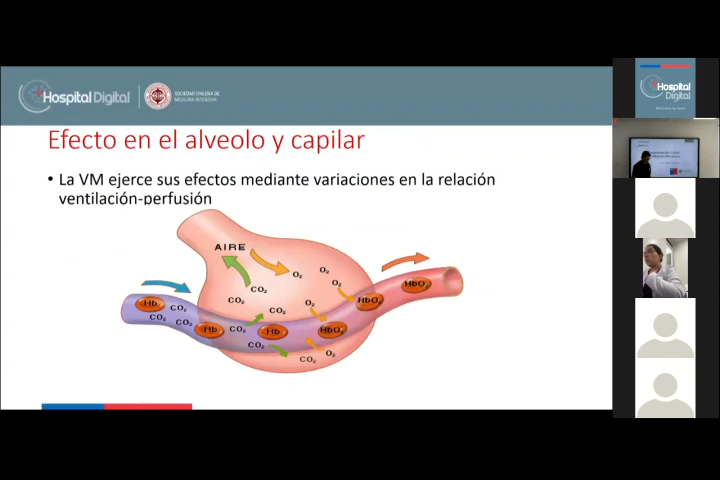 Hospital Digital
SOCIEDAD CHILENA DE
MEDICINA INTENSIVA
Efecto en el alveolo y capilar
• La VM ejerce sus efectos mediante variaciones en la relación
ventilación-perfusión
AIRE
O₂
O₂
O₂
CO₂
CO₂
O₂
CO₂
HbO₂
HbO₂
Hb
CO₂
CO₂
CO₂
Hb
CO₂
Hb
HbO₂
CO₂
CO₂
O₂
Hospital
Digital